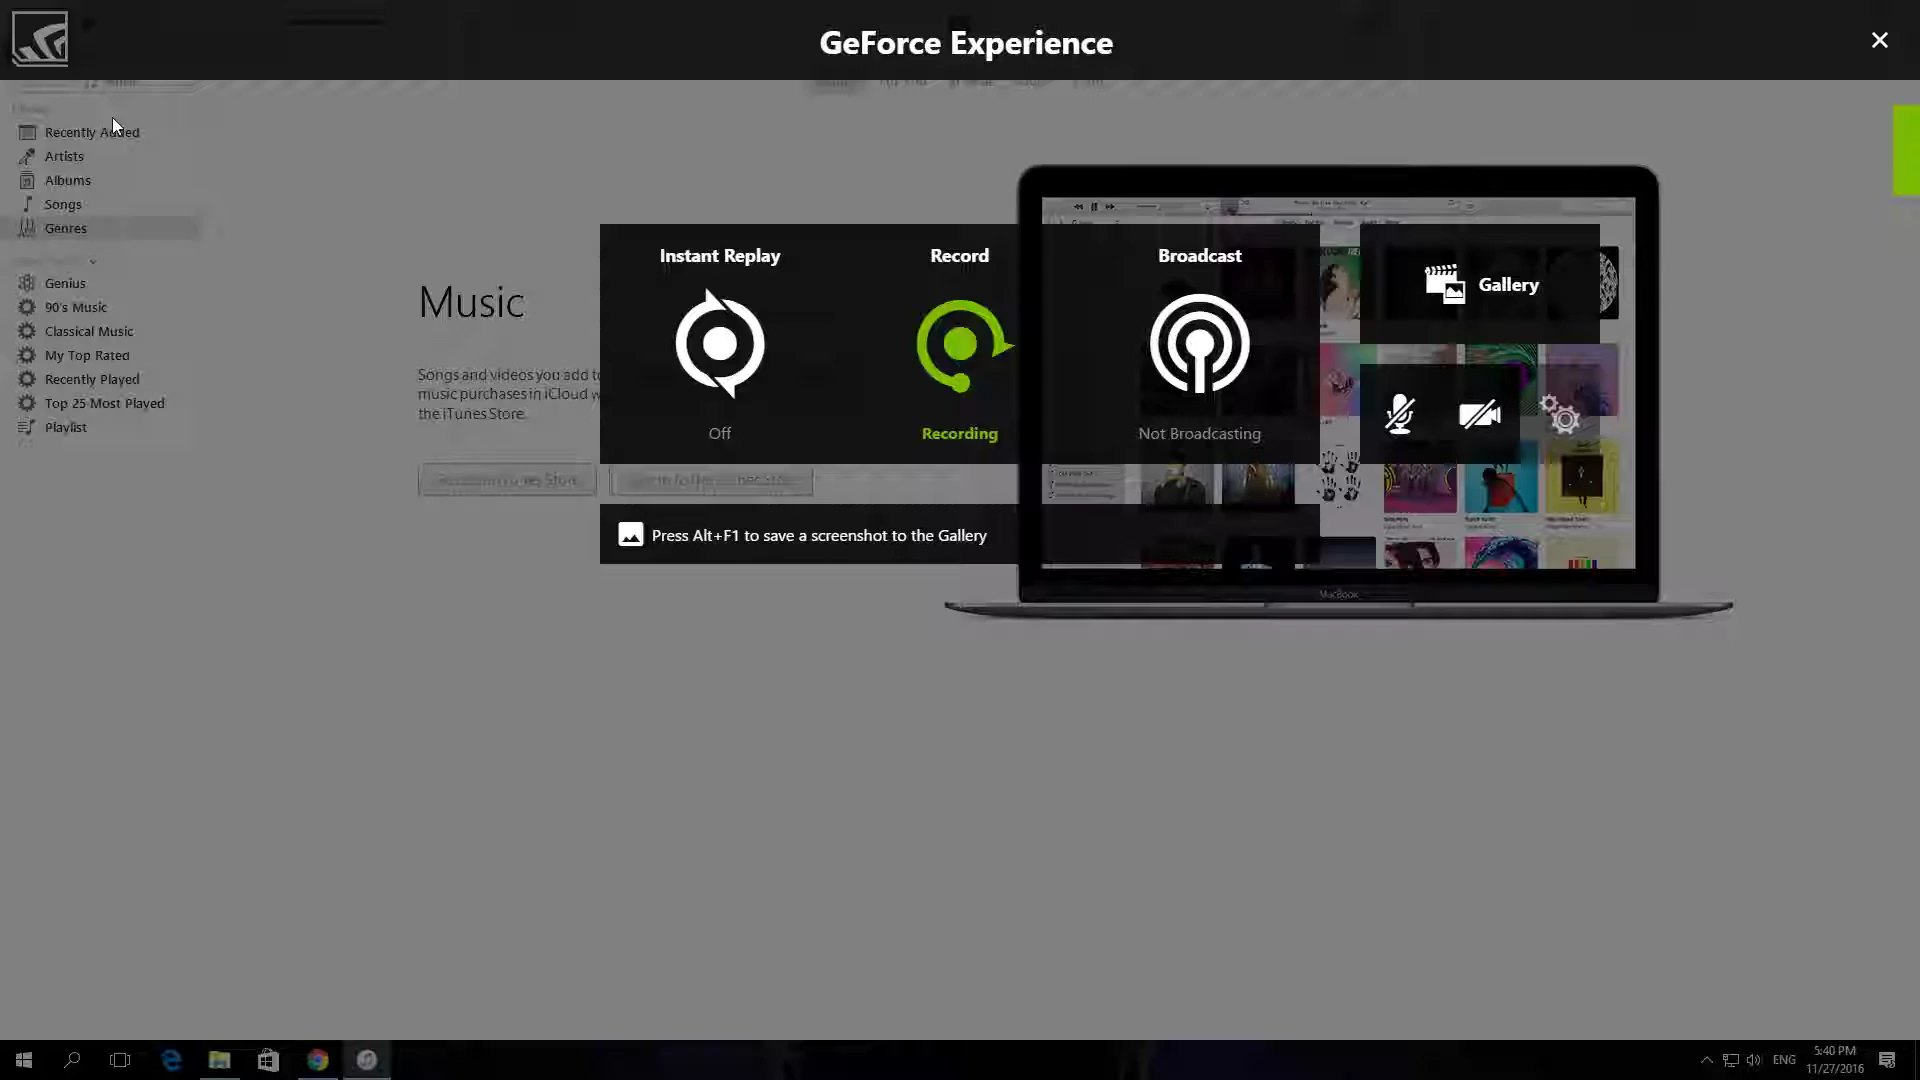 GeForce Experience
Recently Added
Artists
Albums
Songs
Genres
Genius
90's Music
Classical Music
My Top Rated
Recently Played
Top 25 Most Played
Playlist
Music
Songs and videos you add to
music purchases in iCloud w
the iTunes Store.
Instant Replay
Off
Record
Recording
Broadcast
Not Broadcasting
Gallery
Press Alt+F1 to save a screenshot to the Gallery
MacBook
ENG
5:40 PM
11/27/2016